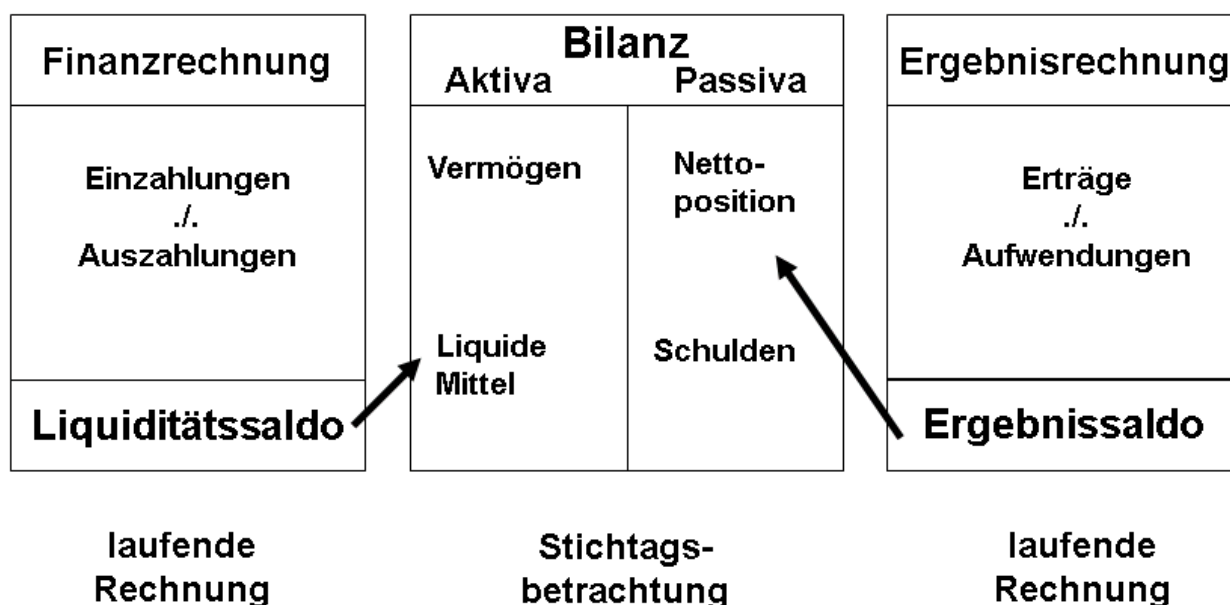 Finanzrechnung
Einzahlungen
./.
Auszahlungen
Liquiditätssaldo
laufende
Rechnung
Bilanz
Aktiva Passiva
Vermögen
Liquide
Mittel
Netto-
position
Schulden
Stichtags-
betrachtung
Ergebnisrechnung
Erträge
./.
Aufwendungen
Ergebnissaldo
laufende
Rechnung